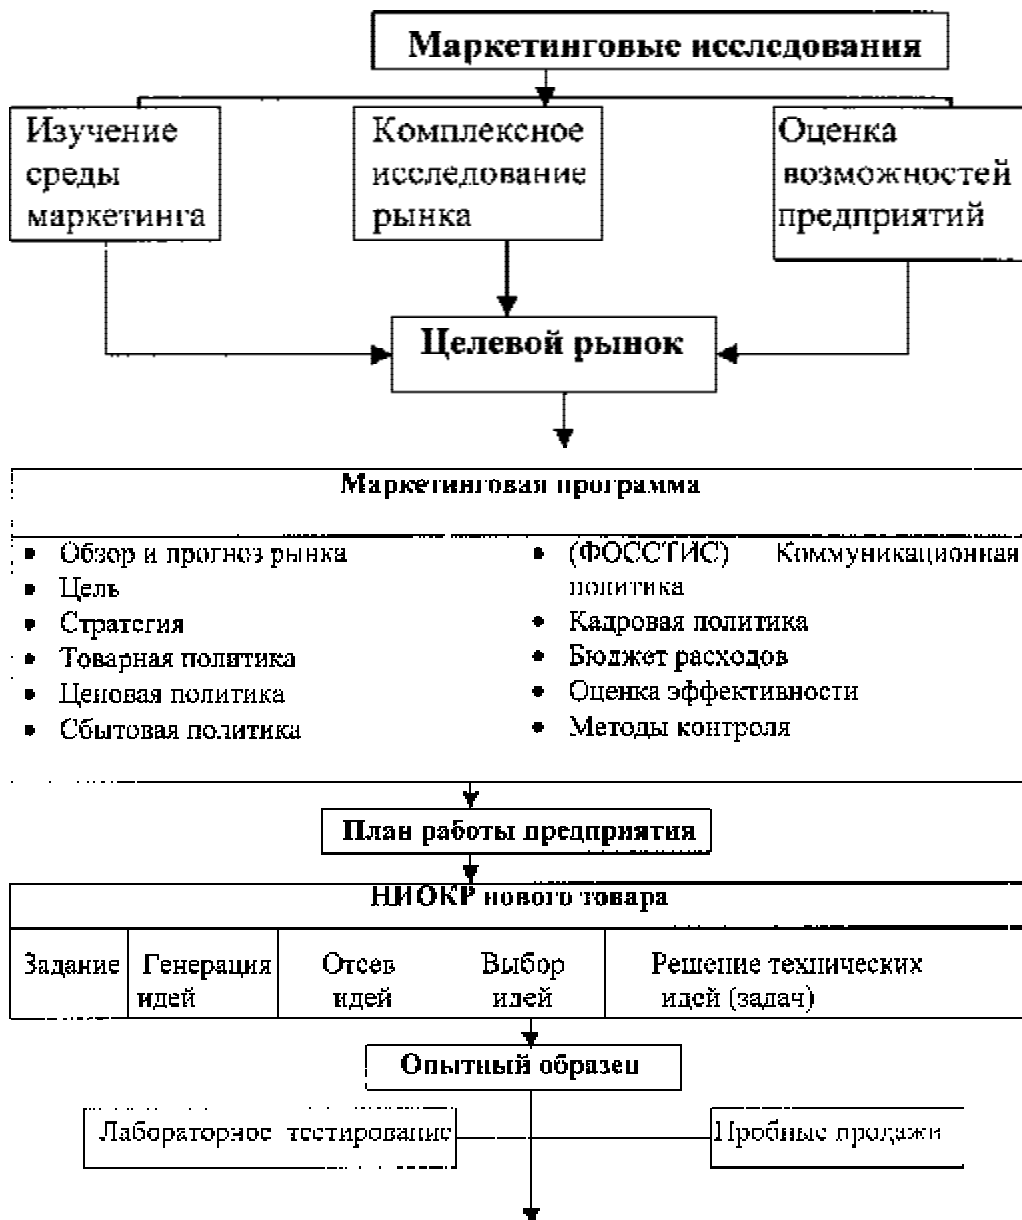 Маркетинговые исследования
Изучение
среды
маркетинга
Комплексное
исследование
рынка
Оценка
возможностей
предприятий
Целевой рынок
Маркетинговая программа
• Обзор и прогноз рынка
• Цель
• Стратегия
• Товарная политика
• Ценовая политика
• Сбытовая политика
• (ФОССТИС) Коммуникационная
политика
• Кадровая политика
• Бюджет расходов
• Оценка эффективности
• Методы контроля
План работы предприятия
НИОКР нового товара
Задание
Генерация
идей
Отсев
идей
Выбор
идей
Решение технических
идей (задач)
Опытный образец
Лабораторное тестирование
Пробные продажи